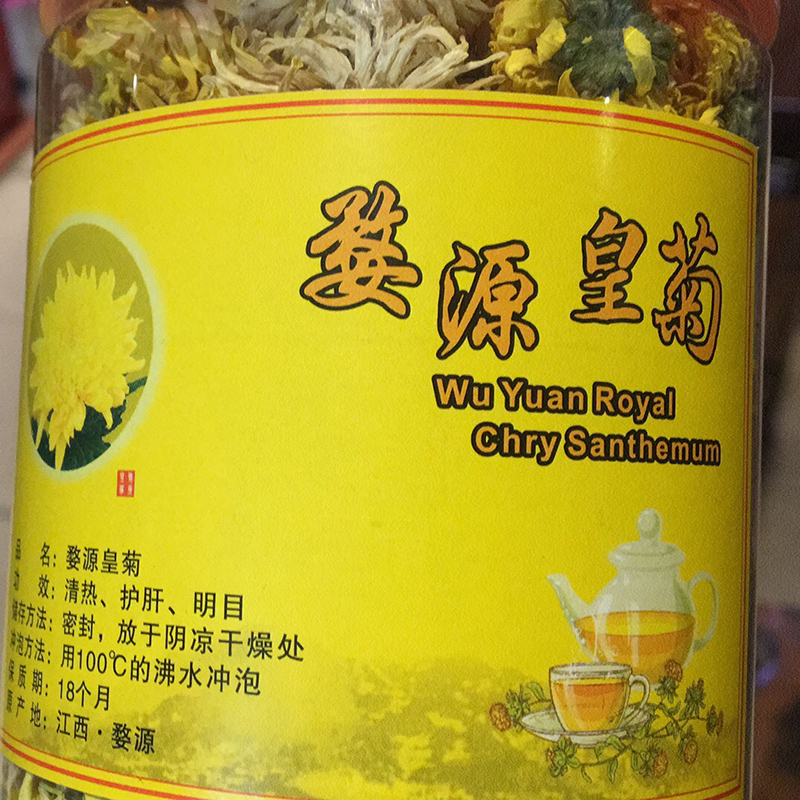 婺源皇菊
Wu Yuan Royal
Chry Santhemum
品 名：婺源皇菊
功 效：清热、护肝、明目
储存方法：密封，放于阴凉干燥处
冲泡方法：用100℃的沸水冲泡
保 质 期：18个月
原 产 地：江西·婺源